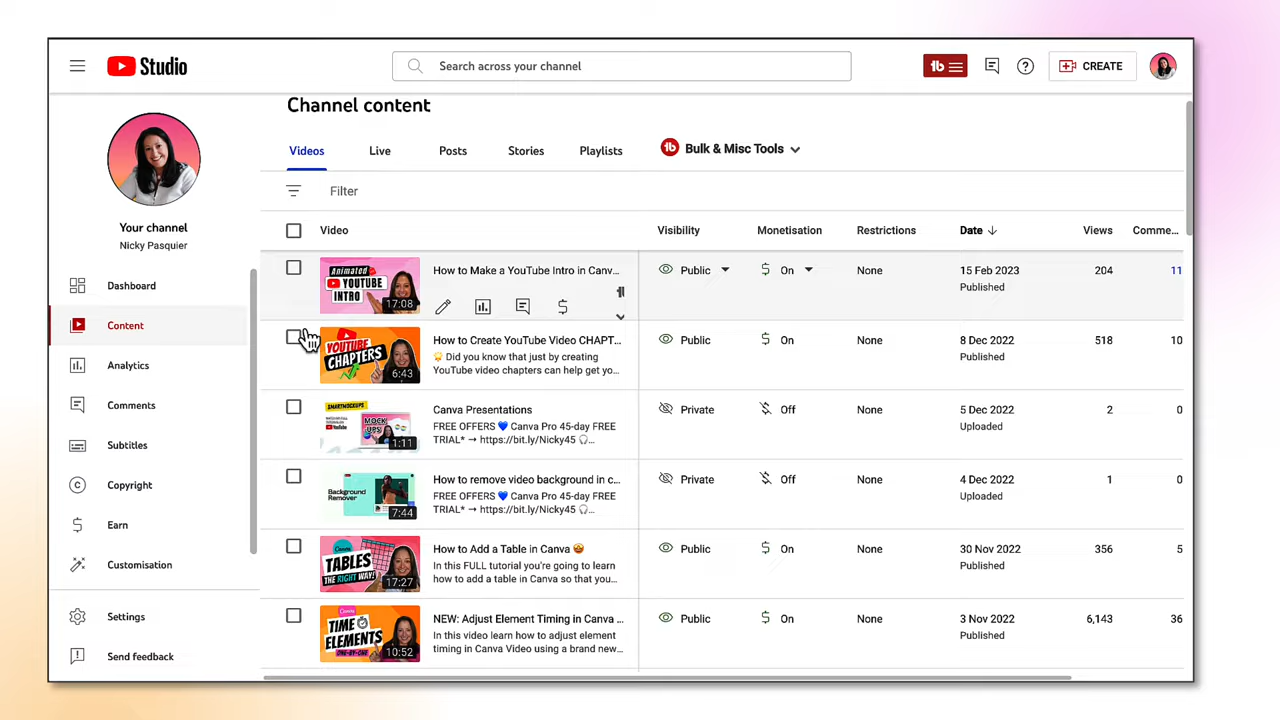 Studio
Search across your channel
tb
CREATE
Channel content
Videos
Live
Posts
Stories
Playlists
tb
Bulk & Misc Tools
Filter
Your channel
Nicky Pasquier
Dashboard
Content
Analytics
Comments
Subtitles
Copyright
Earn
Customisation
Settings
Send feedback
Video
Visibility
Monetisation
Restrictions
Date
Views
Comme...
Animated
YOUTUBE
INTRO
17:08
How to Make a YouTube Intro in Canv...
Public
On
None
15 Feb 2023
Published
204
11
YOUTUBE
CHAPTERS
6:43
How to Create YouTube Video CHAPT...
🌟 Did you know that just by creating
YouTube video chapters can help get yo...
Public
On
None
8 Dec 2022
Published
518
10
SMARTMOCKUPS
MOCK
UPS
1:11
Canva Presentations
FREE OFFERS 💙 Canva Pro 45-day FREE
TRIAL* → https://bit.ly/Nicky45 🎧...
Private
Off
None
5 Dec 2022
Uploaded
2
0
Background
Remover
7:44
How to remove video background in c...
FREE OFFERS 💙 Canva Pro 45-day FREE
TRIAL* → https://bit.ly/Nicky45 🎧...
Private
Off
None
4 Dec 2022
Uploaded
1
0
Canva
TABLES
THE RIGHT WAY!
17:27
How to Add a Table in Canva 🤩
In this FULL tutorial you're going to learn
how to add a table in Canva so that you...
Public
On
None
30 Nov 2022
Published
356
5
Canva
TIME
ELEMENTS
ONE-BY-ONE
10:52
NEW: Adjust Element Timing in Canva ...
In this video learn how to adjust element
timing in Canva Video using a brand new...
Public
On
None
3 Nov 2022
Published
6,143
36